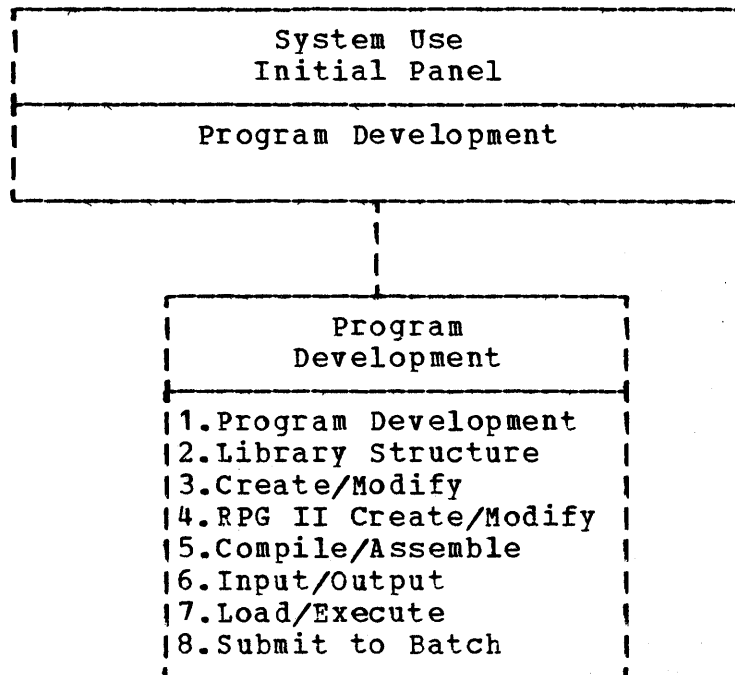 System Use
Initial Panel
Program Development
Program
Development
1.Program Development
2.Library Structure
3.Create/Modify
4.RPG II Create/Modify
5.Compile/Assemble
6.Input/Output
7.Load/Execute
8.Submit to Batch